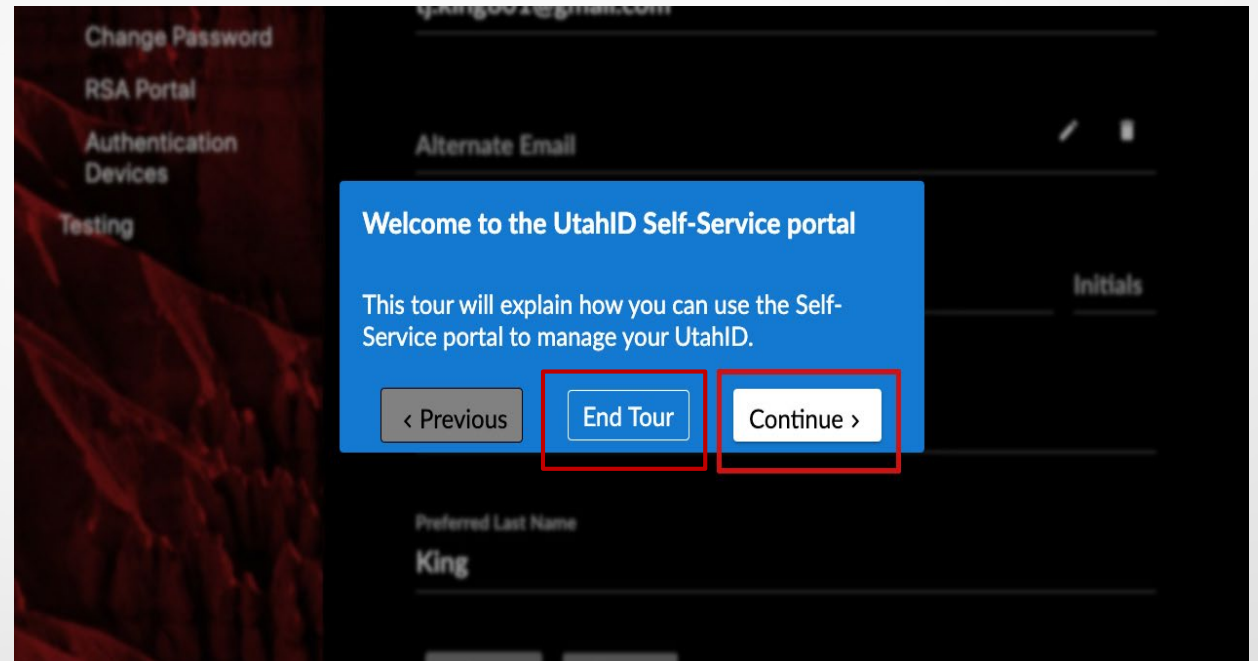 Change Password
RSA Portal
Authentication
Devices
Testing
Alternate Email
Welcome to the UtahID Self-Service portal
This tour will explain how you can use the Self-
Service portal to manage your UtahID.
Initials
‹ Previous
End Tour
Continue ›
Preferred Last Name
King